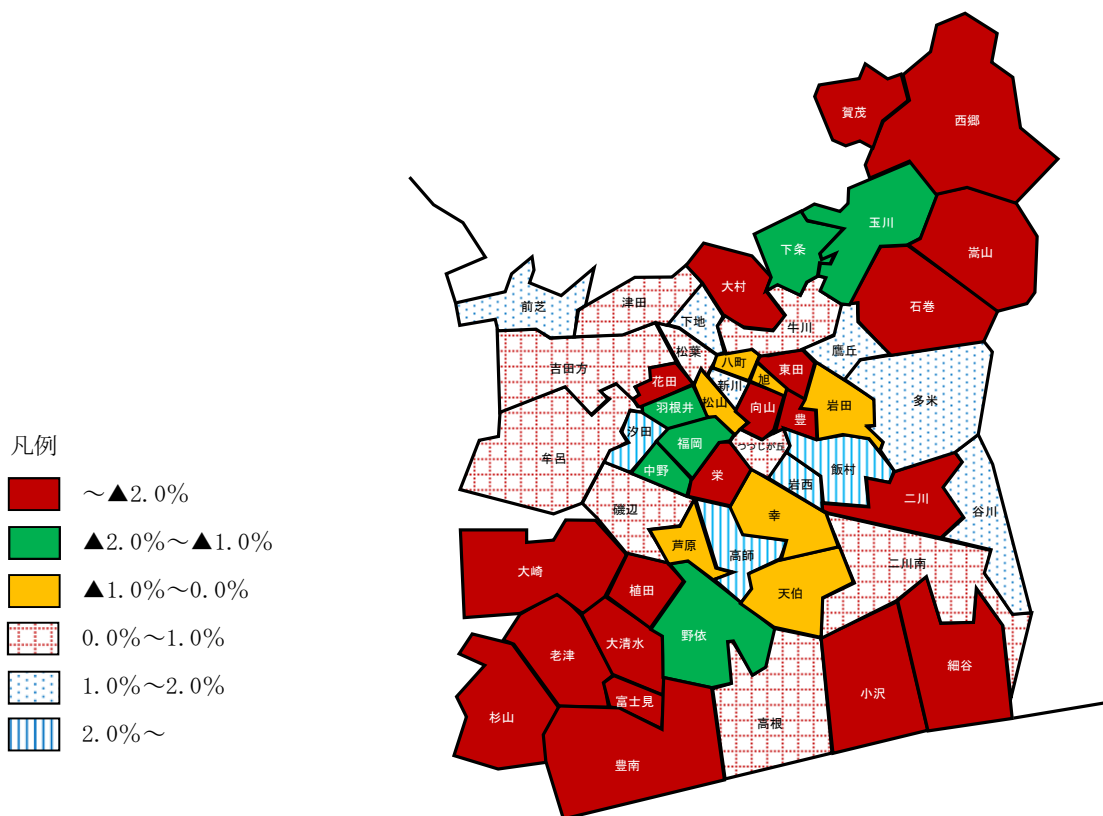 賀茂
西郷
玉川
下条
嵩山
大村
石巻
前芝
津田
下地
牛川
鷹丘
松葉
八町
東田
吉田方
花田
新川
旭
多米
羽根井
松山
向山
豊
岩田
汐田
福岡
つつじが丘
牟呂
中野
栄
岩西
飯村
二川
谷川
磯辺
幸
芦原
高師
二川南
大崎
植田
天伯
野依
大清水
老津
細谷
小沢
富士見
杉山
高根
豊南
凡例
～▲2.0%
▲2.0%～▲1.0%
▲1.0%～0.0%
0.0%～1.0%
1.0%～2.0%
2.0%～